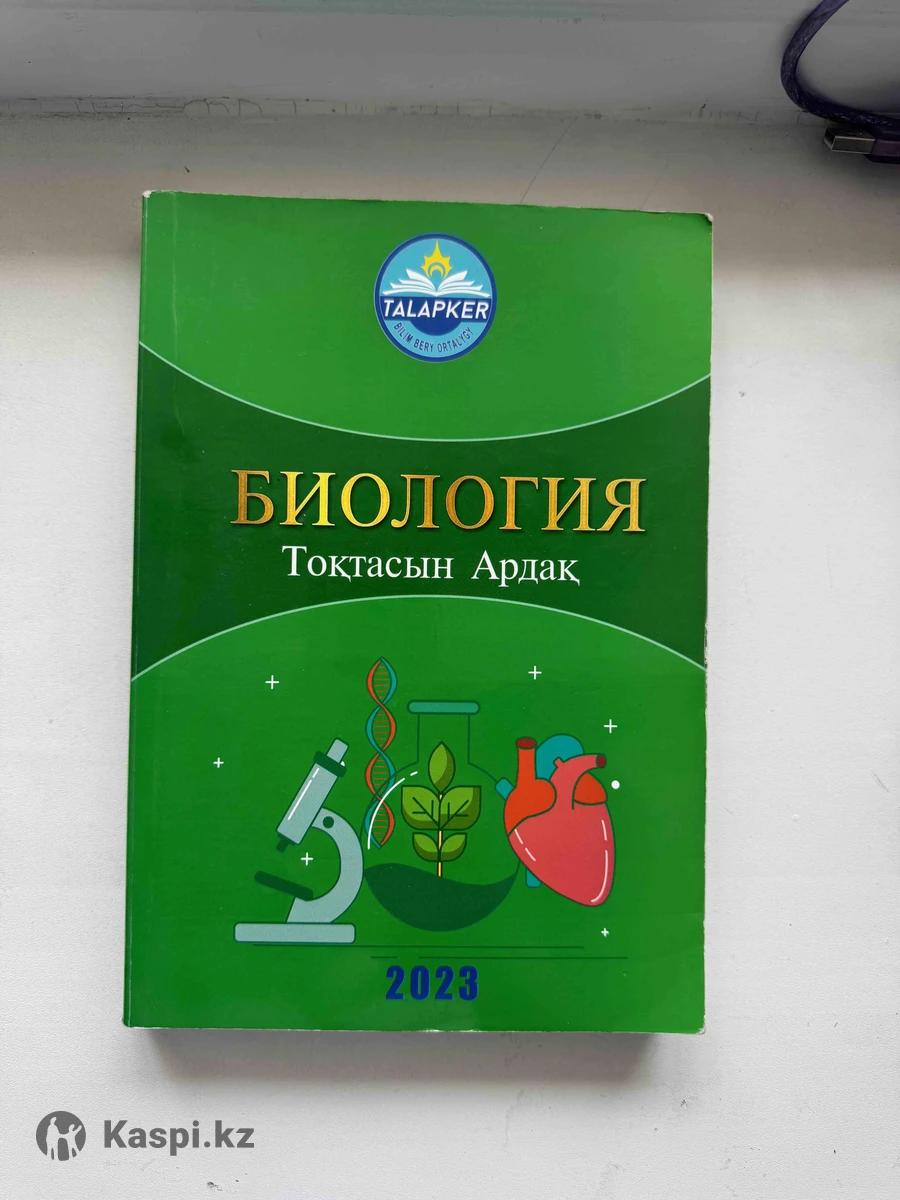 TALAPKER
BILIM BERY ORTALYGY
БИОЛОГИЯ
Тоқтасын Ардақ
2023
Kaspi.kz